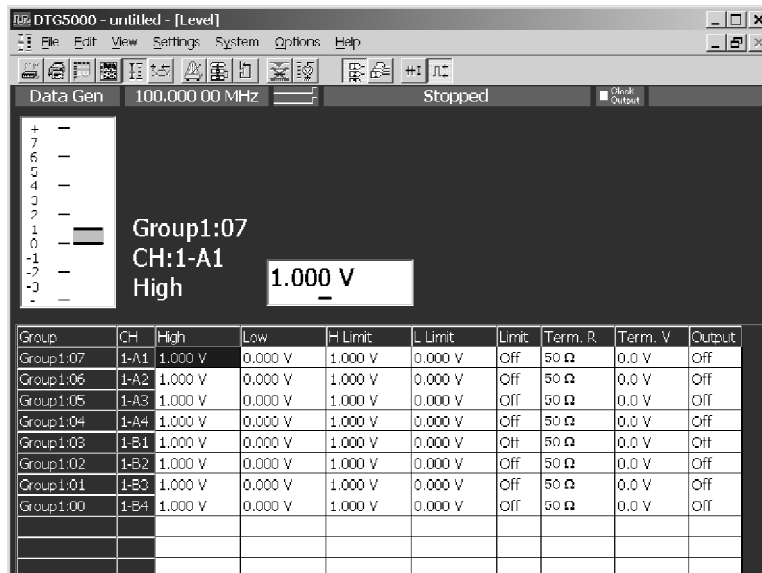 DTG5000 - untitled - [Level]
File Edit View Settings System Options Help
Data Gen 100.000 00 MHz Stopped Clock Output
+
7
6
5
4
3
2
1
0
-1
-2
-3
-
Group1:07
CH:1-A1
High
1.000 V
Group CH High Low H Limit L Limit Limit Term. R Term. V Output
Group1:07 1-A1 1.000 V 0.000 V 1.000 V 0.000 V Off 50 Ω 0.0 V Off
Group1:06 1-A2 1.000 V 0.000 V 1.000 V 0.000 V Off 50 Ω 0.0 V Off
Group1:05 1-A3 1.000 V 0.000 V 1.000 V 0.000 V Off 50 Ω 0.0 V Off
Group1:04 1-A4 1.000 V 0.000 V 1.000 V 0.000 V Off 50 Ω 0.0 V Off
Group1:03 1-B1 1.000 V 0.000 V 1.000 V 0.000 V Off 50 Ω 0.0 V Off
Group1:02 1-B2 1.000 V 0.000 V 1.000 V 0.000 V Off 50 Ω 0.0 V Off
Group1:01 1-B3 1.000 V 0.000 V 1.000 V 0.000 V Off 50 Ω 0.0 V Off
Group1:00 1-B4 1.000 V 0.000 V 1.000 V 0.000 V Off 50 Ω 0.0 V Off